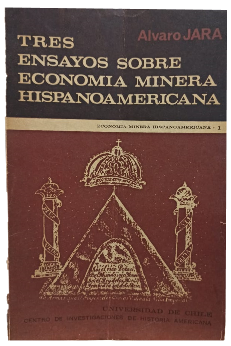 Alvaro JARA
TRES
ENSAYOS SOBRE
ECONOMIA MINERA
HISPANOAMERICANA
ECONOMIA MINERA HISPANOAMERICANA - 1
UNIVERSIDAD DE CHILE
CENTRO DE INVESTIGACIONES DE HISTORIA AMERICANA